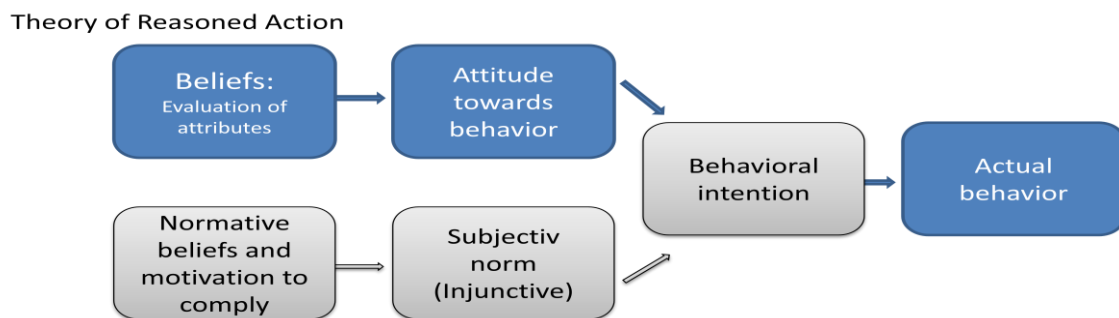 Theory of Reasoned Action
Beliefs:
Evaluation of
attributes
Attitude
towards
behavior
Normative
beliefs and
motivation to
comply
Subjectiv
norm
(Injunctive)
Behavioral
intention
Actual
behavior